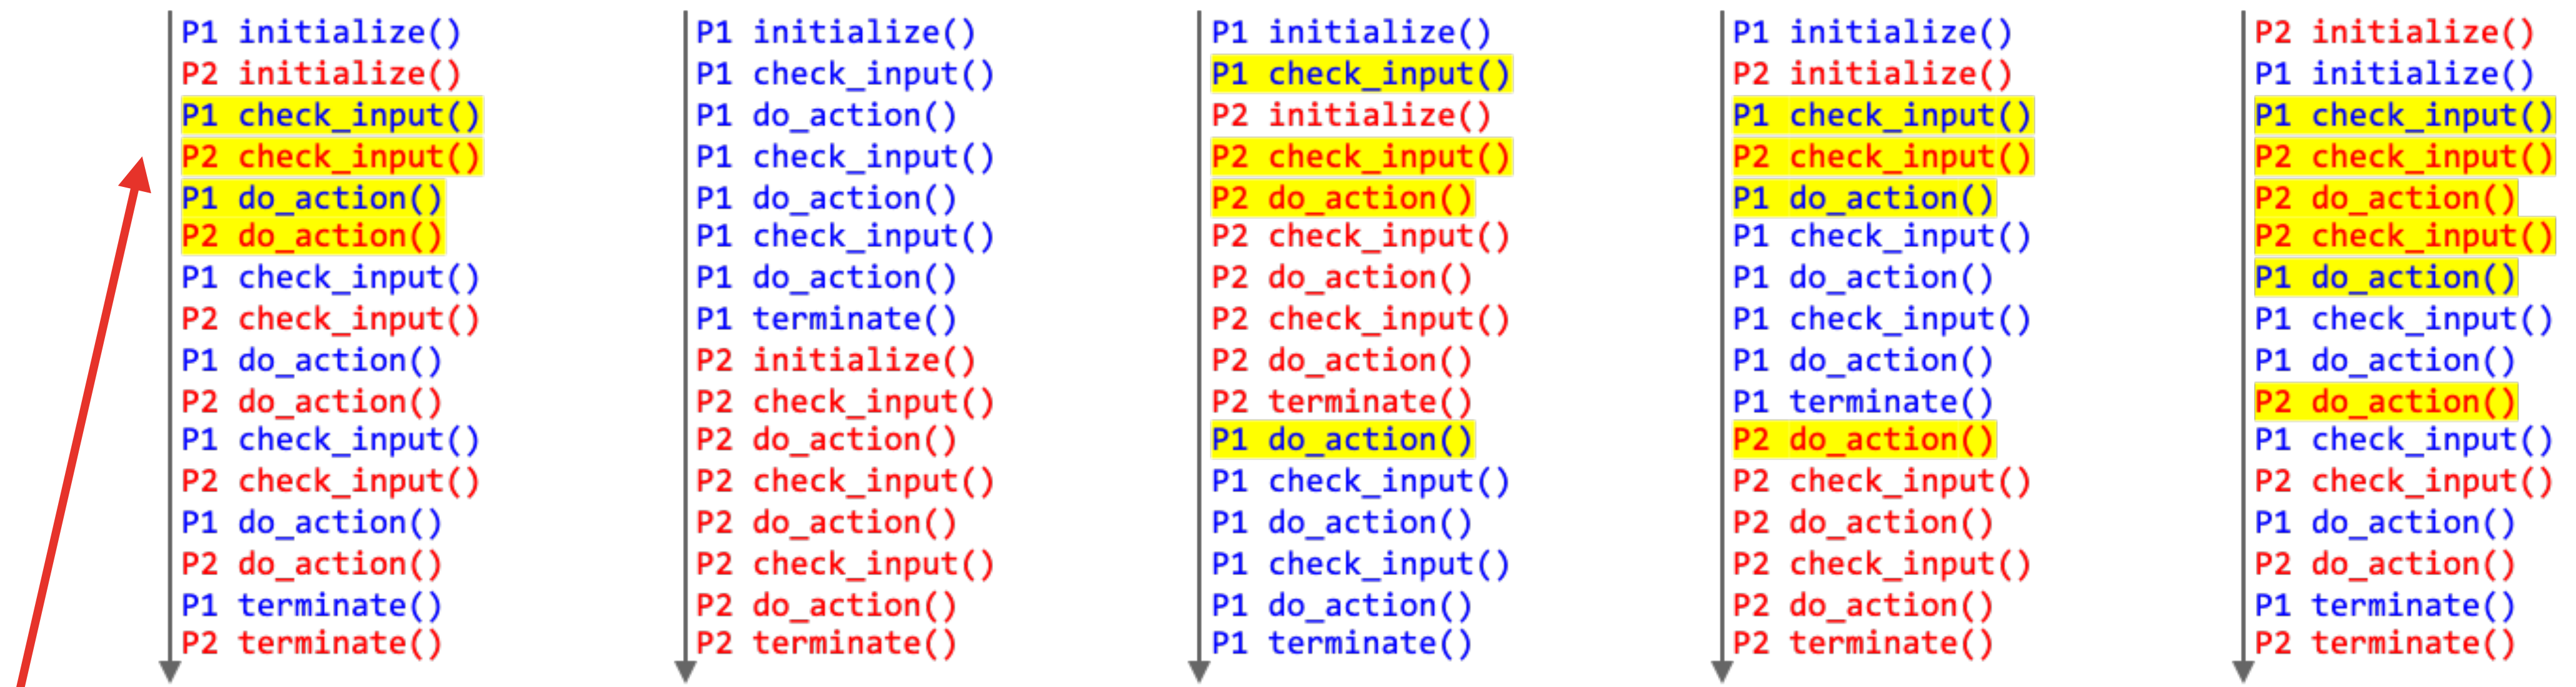 P1 initialize()
P2 initialize()
P1 check_input()
P2 check_input()
P1 do_action()
P2 do_action()
P1 check_input()
P2 check_input()
P1 do_action()
P2 do_action()
P1 check_input()
P2 check_input()
P1 do_action()
P2 do_action()
P1 terminate()
P2 terminate()
P1 initialize()
P1 check_input()
P1 do_action()
P1 check_input()
P1 do_action()
P1 check_input()
P1 do_action()
P1 terminate()
P2 initialize()
P2 check_input()
P2 do_action()
P2 check_input()
P2 do_action()
P2 check_input()
P2 do_action()
P2 terminate()
P1 initialize()
P1 check_input()
P2 initialize()
P2 check_input()
P2 do_action()
P2 check_input()
P2 do_action()
P2 check_input()
P2 do_action()
P2 terminate()
P1 do_action()
P1 check_input()
P1 do_action()
P1 check_input()
P1 do_action()
P1 terminate()
P1 initialize()
P2 initialize()
P1 check_input()
P2 check_input()
P1 do_action()
P1 check_input()
P1 do_action()
P1 check_input()
P1 do_action()
P1 terminate()
P2 do_action()
P2 check_input()
P2 do_action()
P2 check_input()
P2 do_action()
P2 terminate()
P2 initialize()
P1 initialize()
P1 check_input()
P2 check_input()
P2 do_action()
P2 check_input()
P1 do_action()
P1 check_input()
P1 do_action()
P2 do_action()
P1 check_input()
P2 check_input()
P1 do_action()
P2 do_action()
P1 terminate()
P2 terminate()